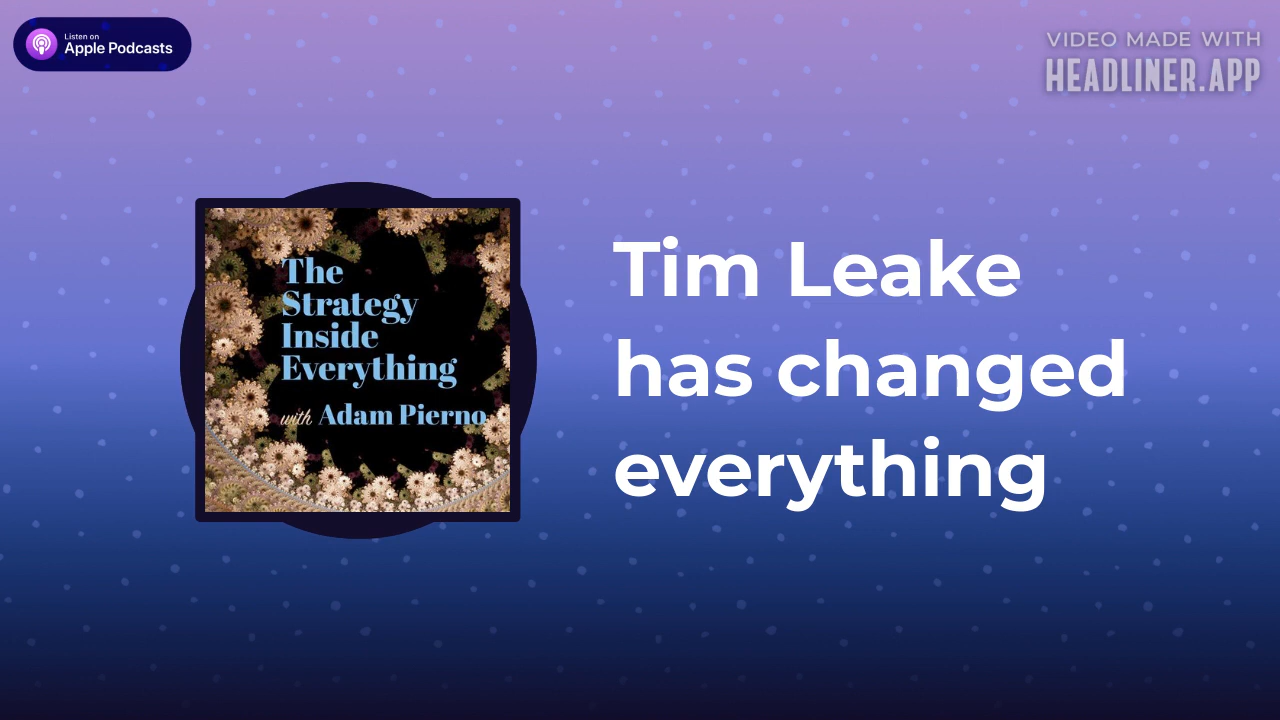 Listen on
Apple Podcasts
VIDEO MADE WITH
HEADLINER.APP
The
Strategy
Inside
Everything
with Adam Pierno
Tim Leake
has changed
everything